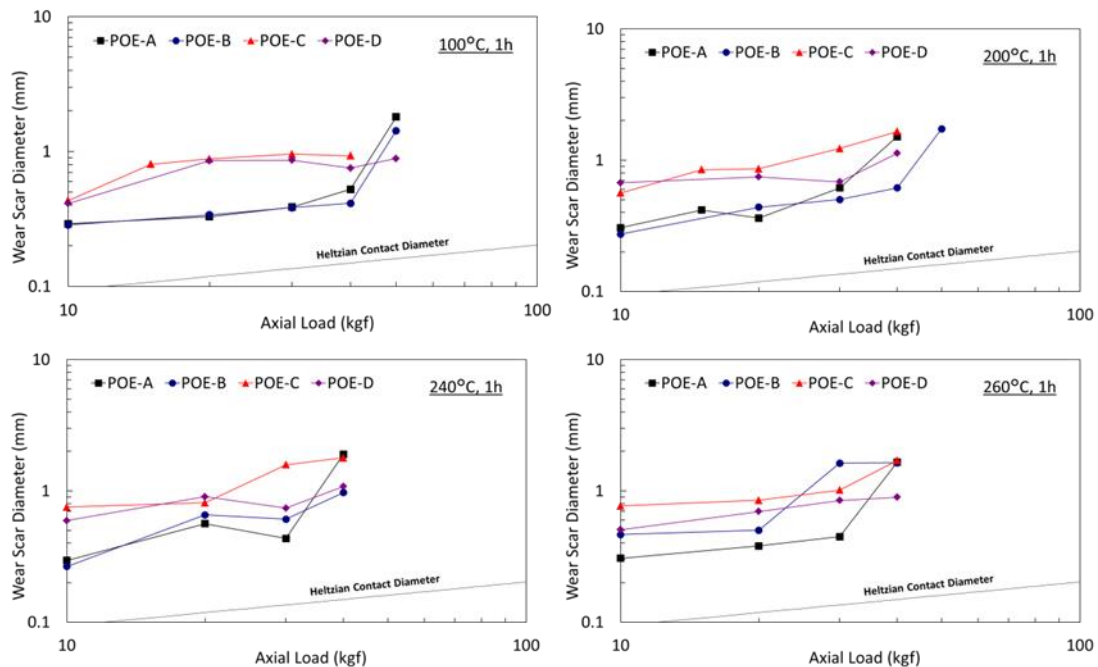 10
POE-A POE-B POE-C POE-D
100°C, 1h
Wear Scar Diameter (mm)
1
Heltzian Contact Diameter
0.1
10
100
Axial Load (kgf)
10
POE-A POE-B POE-C POE-D
200°C, 1h
Wear Scar Diameter (mm)
1
Heltzian Contact Diameter
0.1
10
100
Axial Load (kgf)
10
POE-A POE-B POE-C POE-D
240°C, 1h
Wear Scar Diameter (mm)
1
Heltzian Contact Diameter
0.1
10
100
Axial Load (kgf)
10
POE-A POE-B POE-C POE-D
260°C, 1h
Wear Scar Diameter (mm)
1
Heltzian Contact Diameter
0.1
10
100
Axial Load (kgf)